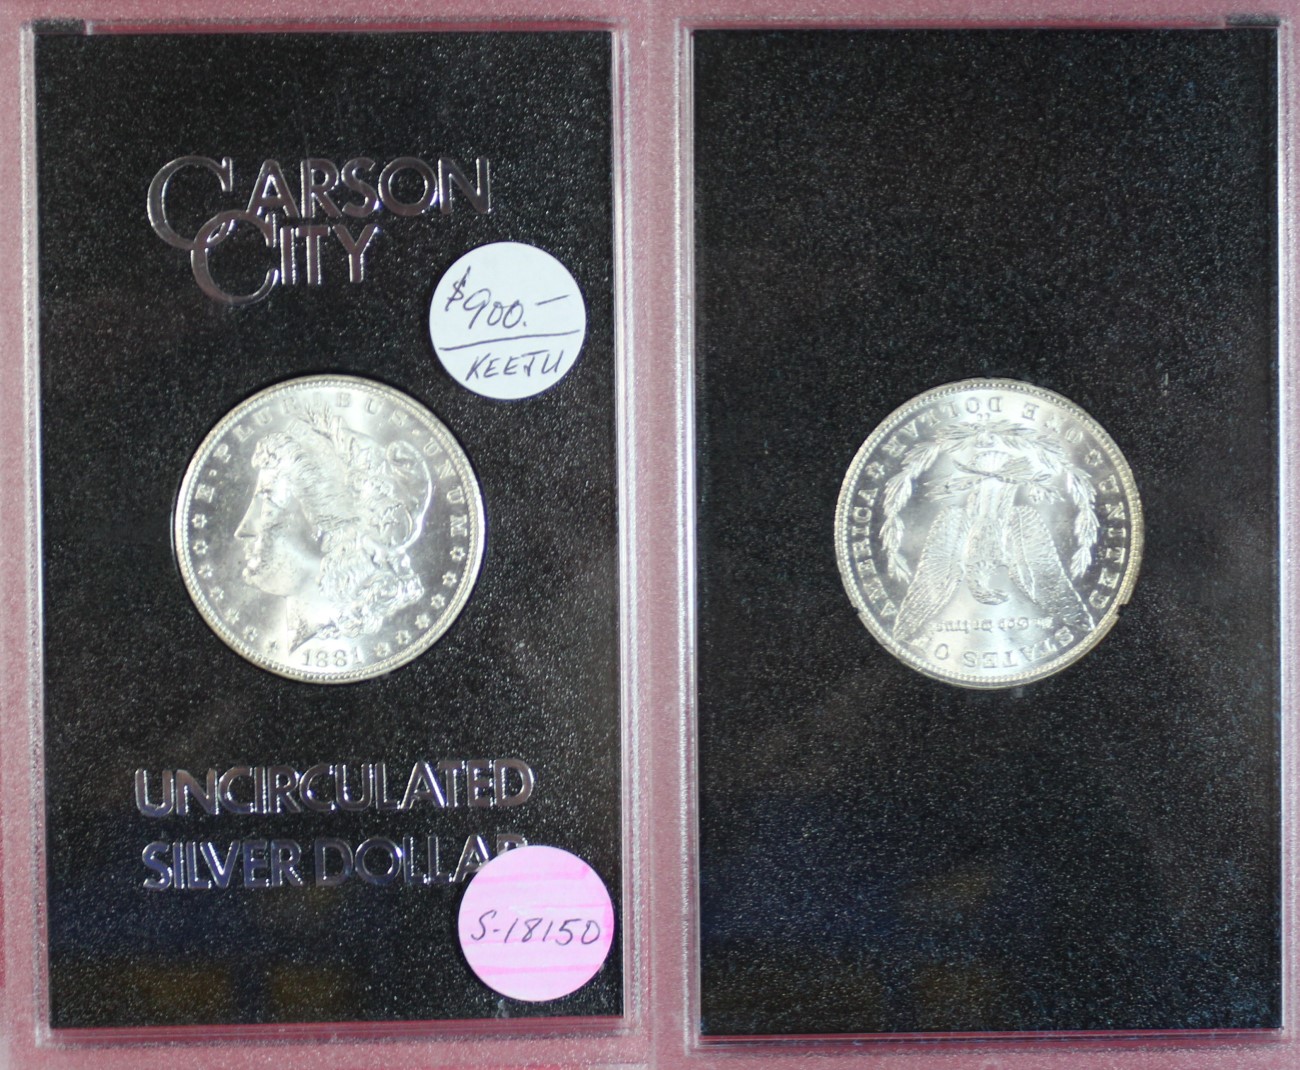 CARSON
CITY
$900.-
KEETU
E · PLURIBUS · UNUM
1881
UNCIRCULATED
SILVER DOLLAR
S-18150
UNITED STATES OF AMERICA
ONE DOLLAR
In God We Trust